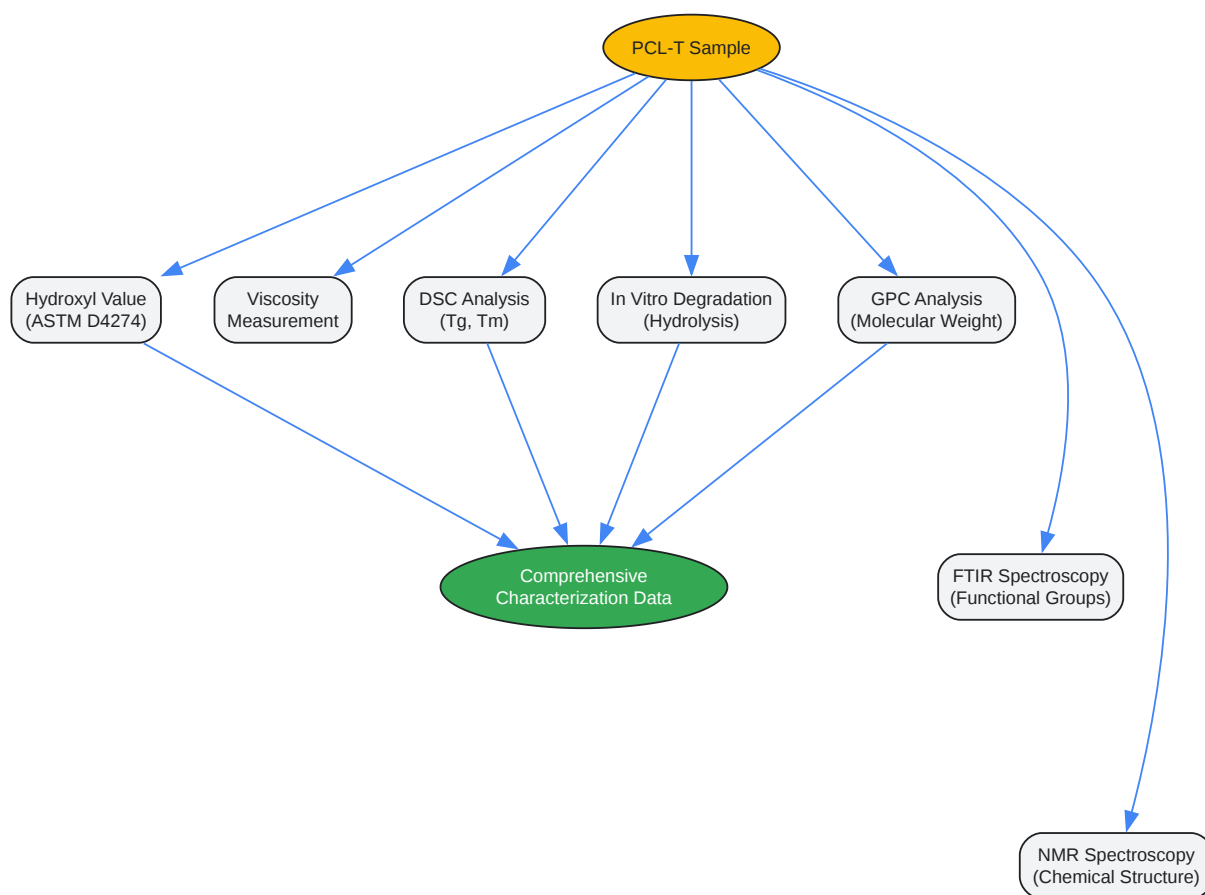 PCL-T Sample
Hydroxyl Value
(ASTM D4274)
Viscosity
Measurement
DSC Analysis
(Tg, Tm)
In Vitro Degradation
(Hydrolysis)
GPC Analysis
(Molecular Weight)
Comprehensive
Characterization Data
FTIR Spectroscopy
(Functional Groups)
NMR Spectroscopy
(Chemical Structure)